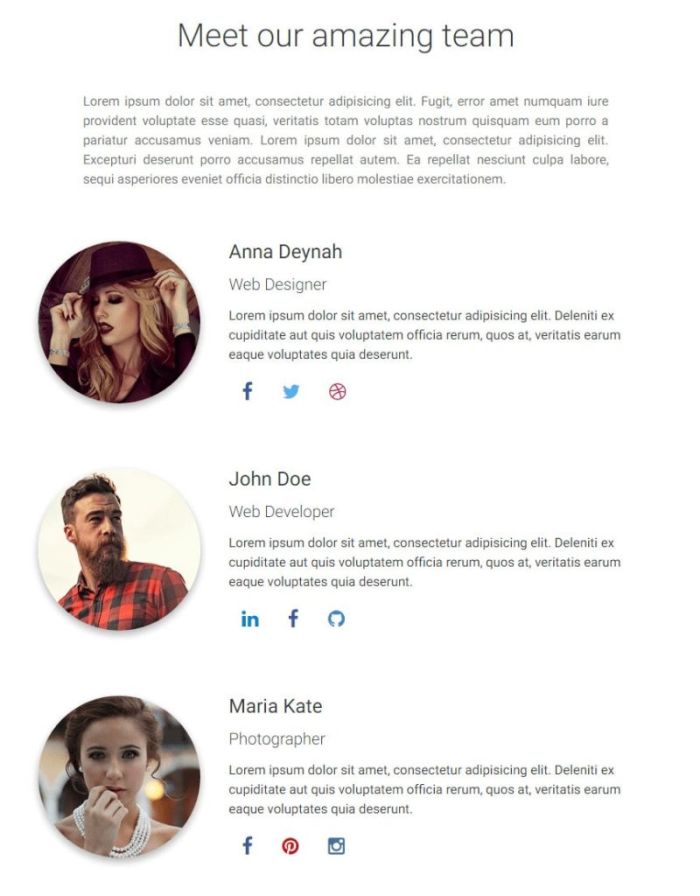 Meet our amazing team
Lorem ipsum dolor sit amet, consectetur adipisicing elit. Fugit, error amet numquam iure
provident voluptate esse quasi, veritatis totam voluptas nostrum quisquam eum porro a
pariatur accusamus veniam. Lorem ipsum dolor sit amet, consectetur adipisicing elit.
Excepturi deserunt porro accusamus repellat autem. Ea repellat nesciunt culpa labore,
sequi asperiores eveniet officia distinctio libero molestiae exercitationem.
Anna Deynah
Web Designer
Lorem ipsum dolor sit amet, consectetur adipisicing elit. Deleniti ex
cupiditate aut quis voluptatem officia rerum, quos at, veritatis earum
eaque voluptates quia deserunt.
John Doe
Web Developer
Lorem ipsum dolor sit amet, consectetur adipisicing elit. Deleniti ex
cupiditate aut quis voluptatem officia rerum, quos at, veritatis earum
eaque voluptates quia deserunt.
Maria Kate
Photographer
Lorem ipsum dolor sit amet, consectetur adipisicing elit. Deleniti ex
cupiditate aut quis voluptatem officia rerum, quos at, veritatis earum
eaque voluptates quia deserunt.